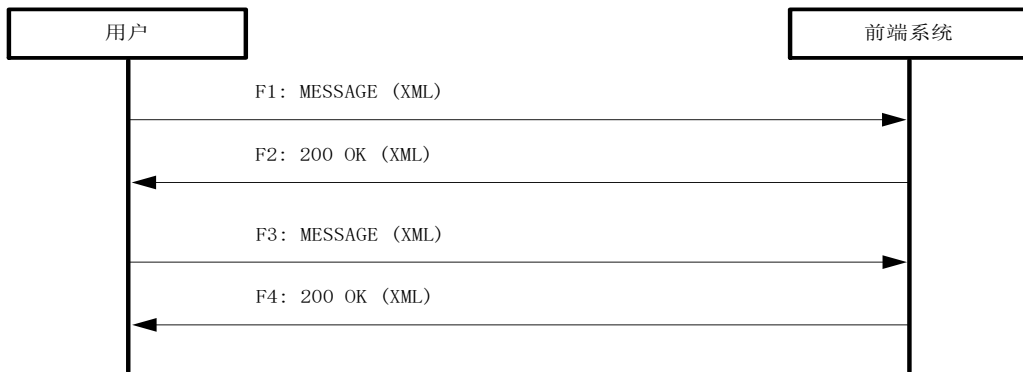 用户
前端系统
F1: MESSAGE (XML)
F2: 200 OK (XML)
F3: MESSAGE (XML)
F4: 200 OK (XML)